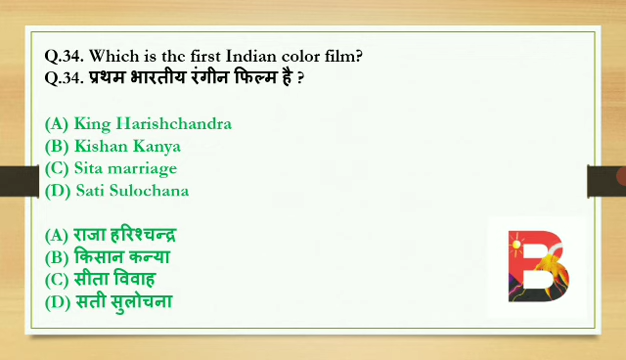 Q.34. Which is the first Indian color film?
Q.34. प्रथम भारतीय रंगीन फिल्म है ?
(A) King Harishchandra
(B) Kishan Kanya
(C) Sita marriage
(D) Sati Sulochana
(A) राजा हरिश्चन्द्र
(B) किसान कन्या
(C) सीता विवाह
(D) सती सुलोचना
B